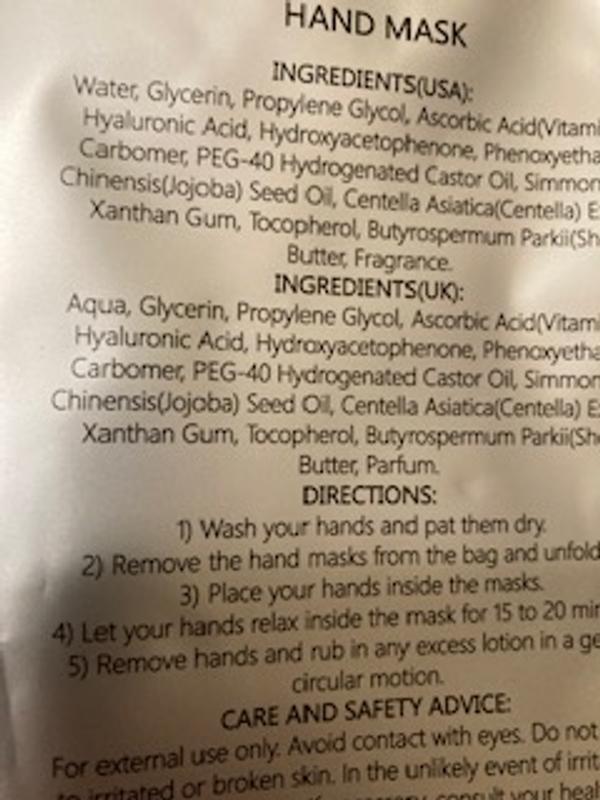 HAND MASK
INGREDIENTS(USA):
Water, Glycerin, Propylene Glycol, Ascorbic Acid(Vitami
Hyaluronic Acid, Hydroxyacetophenone, Phenoxyetha
Carbomer, PEG-40 Hydrogenated Castor Oil, Simmon
Chinensis(Jojoba) Seed Oil, Centella Asiatica(Centella) E
Xanthan Gum, Tocopherol, Butyrospermum Parkii(Sh
Butter, Fragrance.
INGREDIENTS(UK):
Aqua, Glycerin, Propylene Glycol, Ascorbic Acid(Vitami
Hyaluronic Acid, Hydroxyacetophenone, Phenoxyetha
Carbomer, PEG-40 Hydrogenated Castor Oil, Simmon
Chinensis(Jojoba) Seed Oil, Centella Asiatica(Centella) E
Xanthan Gum, Tocopherol, Butyrospermum Parkii(She
Butter, Parfum.
DIRECTIONS:
1) Wash your hands and pat them dry.
2) Remove the hand masks from the bag and unfold
3) Place your hands inside the masks.
4) Let your hands relax inside the mask for 15 to 20 min
5) Remove hands and rub in any excess lotion in a ge
circular motion.
CARE AND SAFETY ADVICE:
For external use only. Avoid contact with eyes. Do not
to irritated or broken skin. In the unlikely event of irrit
consult your heal